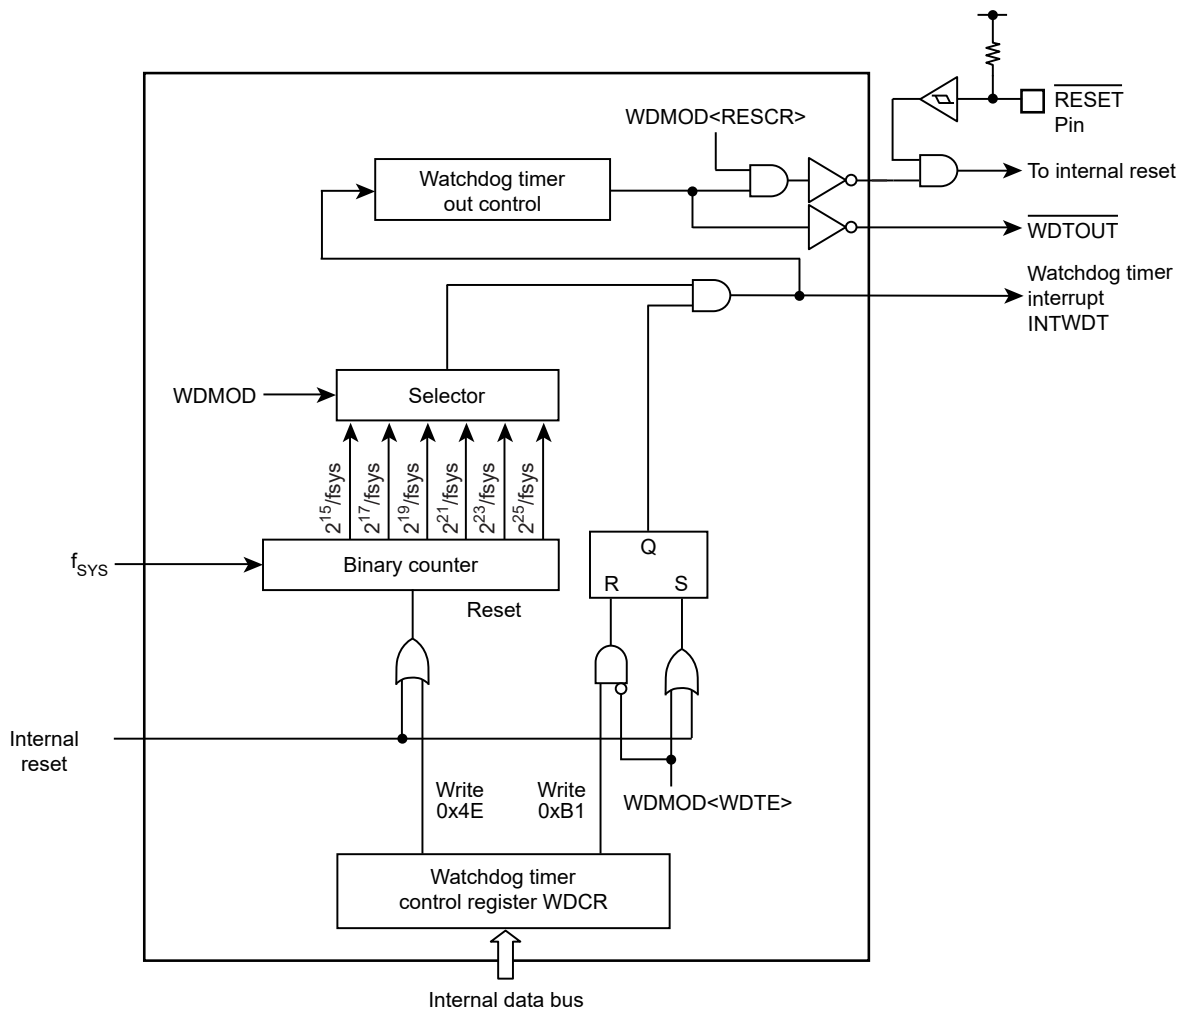 WDMOD<RESCR>
RESET
Pin
To internal reset
Watchdog timer
out control
WDTOUT
Watchdog timer
interrupt
INTWDT
WDMOD
Selector
2^15/fsys
2^17/fsys
2^19/fsys
2^21/fsys
2^23/fsys
2^25/fsys
fSYS
Binary counter
Reset
Q
R S
Internal
reset
Write
0x4E
Write
0xB1
WDMOD<WDTE>
Watchdog timer
control register WDCR
Internal data bus